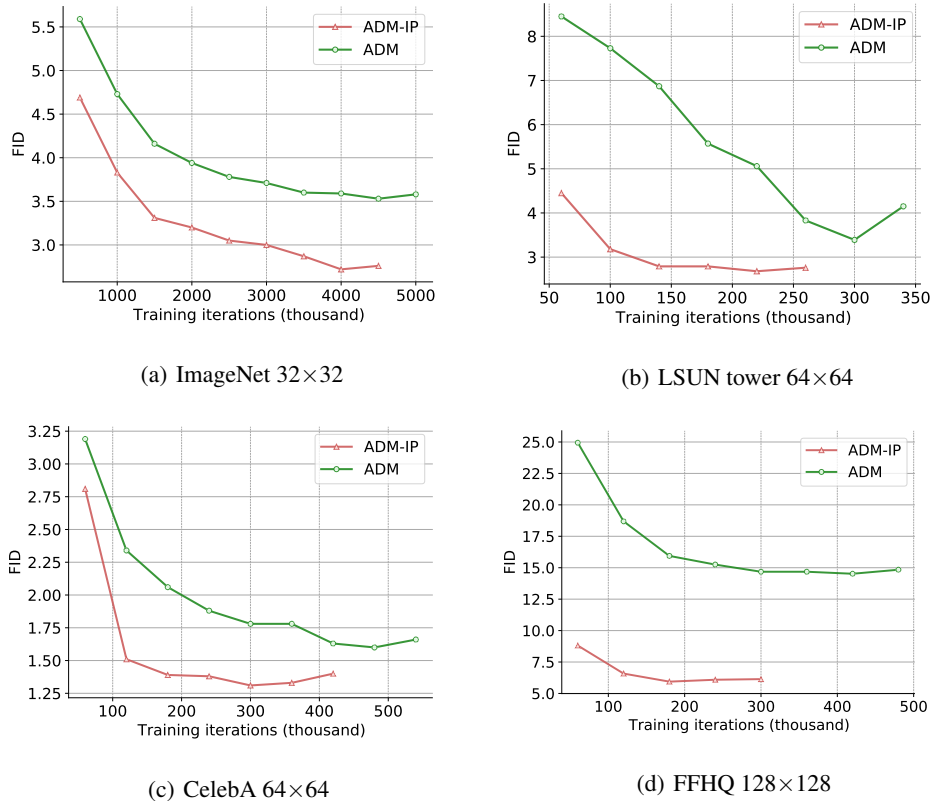 5.5
5.0
4.5
4.0
3.5
3.0
FID
1000 2000 3000 4000 5000
Training iterations (thousand)
ADM-IP
ADM
(a) ImageNet 32×32
8
7
6
5
4
3
FID
50 100 150 200 250 300 350
Training iterations (thousand)
ADM-IP
ADM
(b) LSUN tower 64×64
3.25
3.00
2.75
2.50
2.25
2.00
1.75
1.50
1.25
FID
100 200 300 400 500
Training iterations (thousand)
ADM-IP
ADM
(c) CelebA 64×64
25.0
22.5
20.0
17.5
15.0
12.5
10.0
7.5
5.0
FID
100 200 300 400 500
Training iterations (thousand)
ADM-IP
ADM
(d) FFHQ 128×128